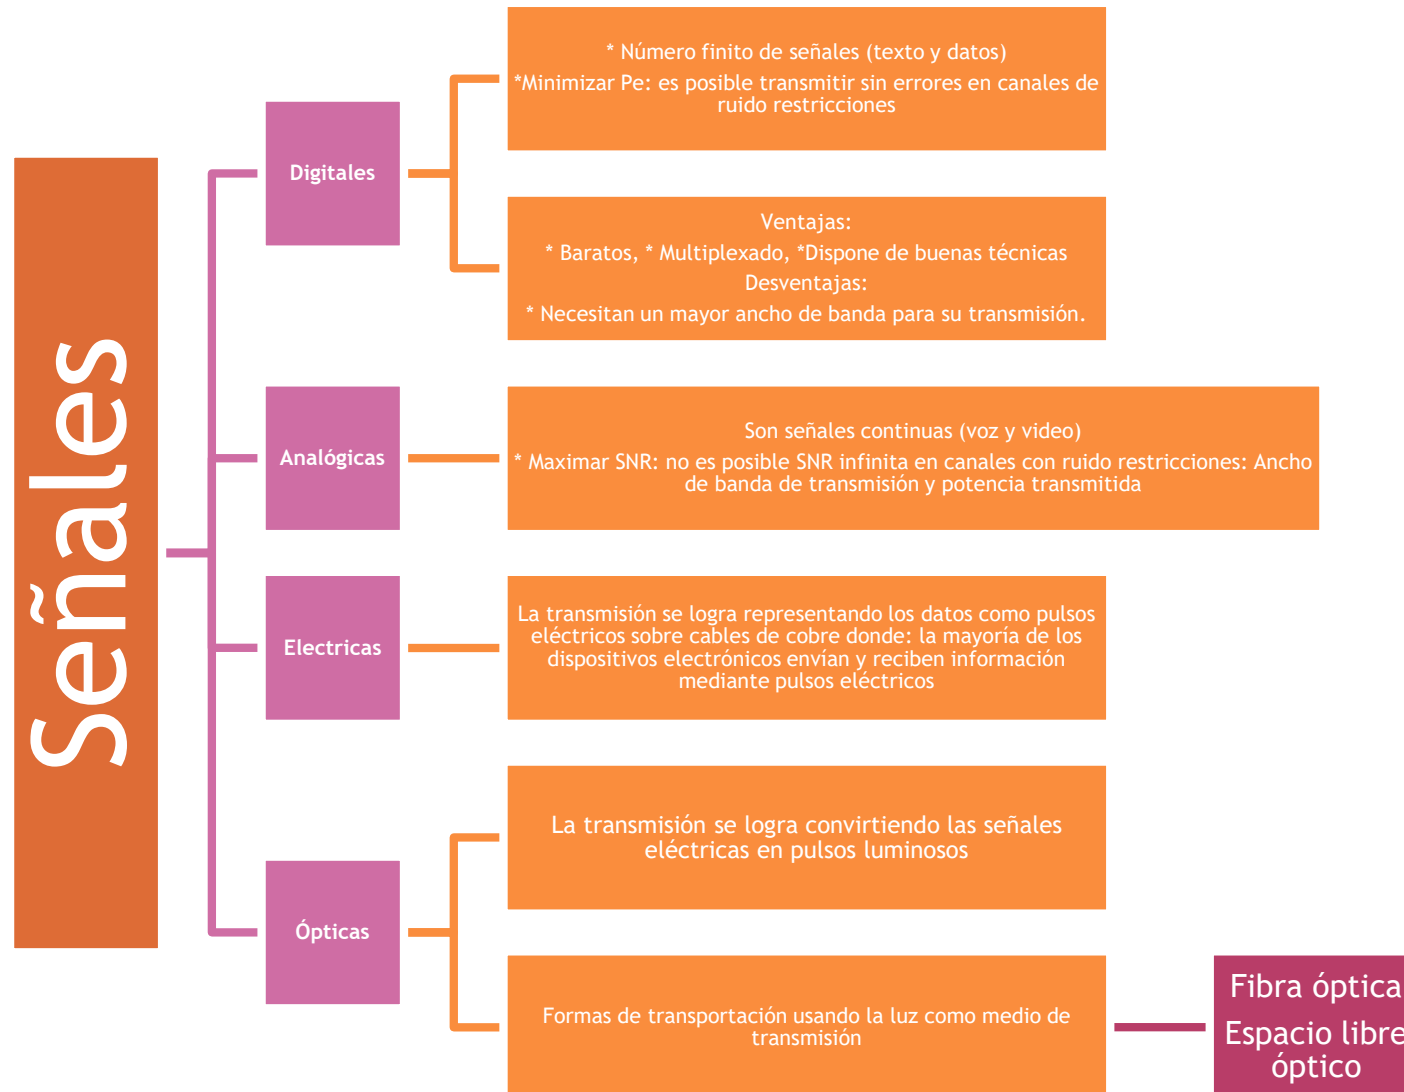 Señales
Digitales
* Número finito de señales (texto y datos)
*Minimizar Pe: es posible transmitir sin errores en canales de
ruido restricciones
Ventajas:
* Baratos, * Multiplexado, *Dispone de buenas técnicas
Desventajas:
* Necesitan un mayor ancho de banda para su transmisión.
Analógicas
Son señales continuas (voz y video)
* Maximar SNR: no es posible SNR infinita en canales con ruido restricciones: Ancho
de banda de transmisión y potencia transmitida
Electricas
La transmisión se logra representando los datos como pulsos
eléctricos sobre cables de cobre donde: la mayoría de los
dispositivos electrónicos envían y reciben información
mediante pulsos eléctricos
Ópticas
La transmisión se logra convirtiendo las señales
eléctricas en pulsos luminosos
Formas de transportación usando la luz como medio de
transmisión
Fibra óptica
Espacio libre
óptico